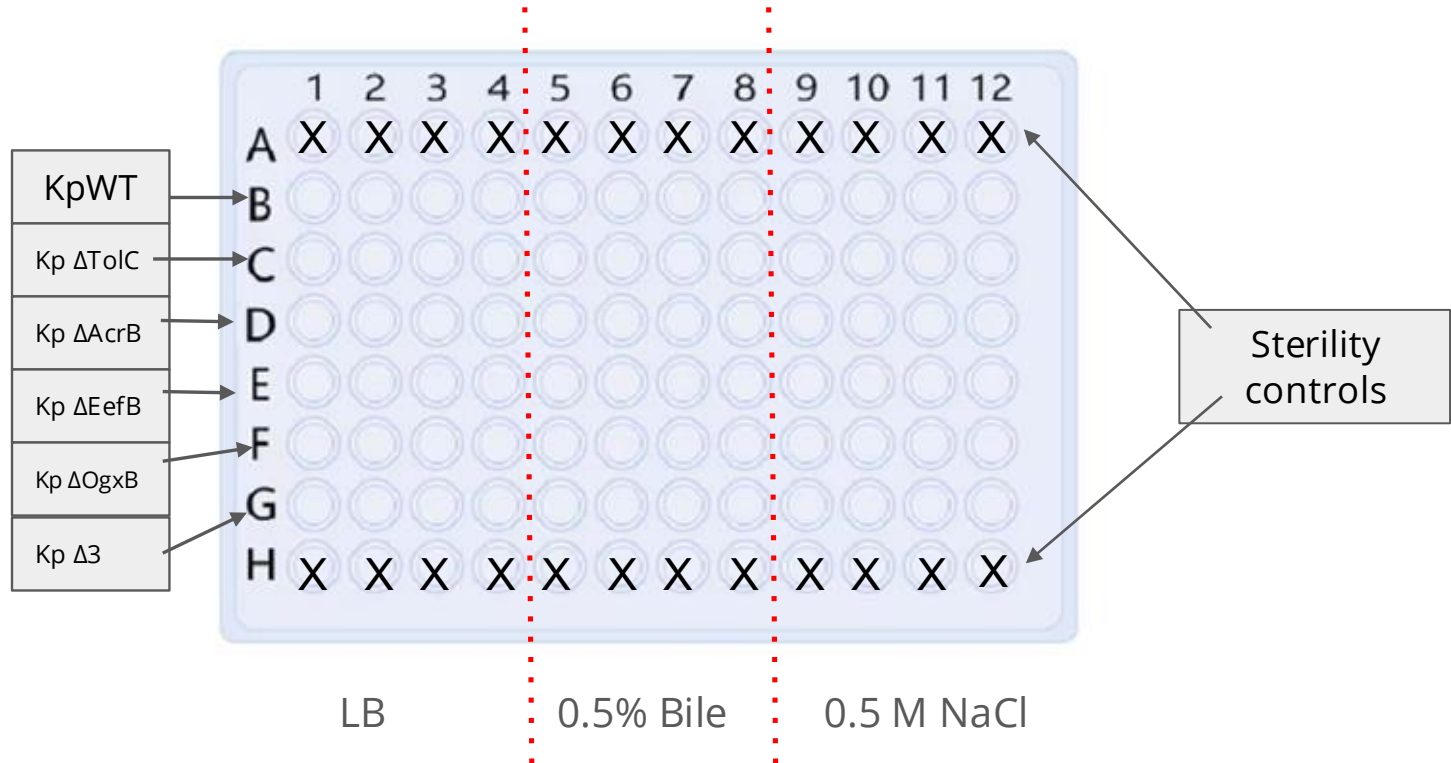 1 2 3 4 5 6 7 8 9 10 11 12
A X X X X X X X X X X X X
KpWT
B
Kp ΔTolC
C
Kp ΔAcrB
D
Kp ΔEefB
E
Kp ΔOgxB
F
Kp Δ3
G
H X X X X X X X X X X X X
Sterility
controls
LB
0.5% Bile
0.5 M NaCl